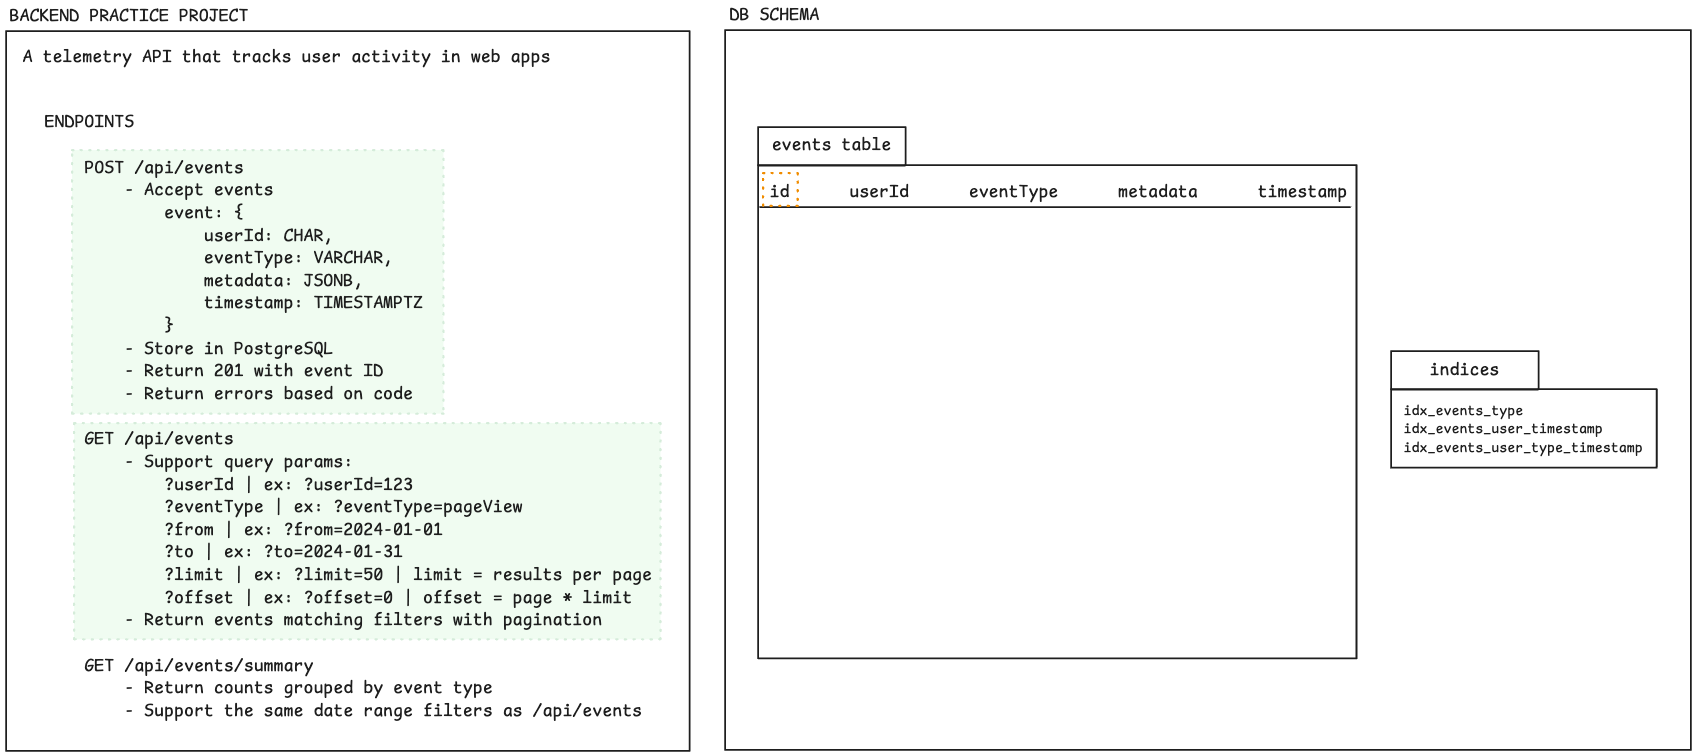 BACKEND PRACTICE PROJECT
A telemetry API that tracks user activity in web apps
ENDPOINTS
POST /api/events
- Accept events
event: {
userId: CHAR,
eventType: VARCHAR,
metadata: JSONB,
timestamp: TIMESTAMPTZ
}
- Store in PostgreSQL
- Return 201 with event ID
- Return errors based on code
GET /api/events
- Support query params:
?userId | ex: ?userId=123
?eventType | ex: ?eventType=pageView
?from | ex: ?from=2024-01-01
?to | ex: ?to=2024-01-31
?limit | ex: ?limit=50 | limit = results per page
?offset | ex: ?offset=0 | offset = page * limit
- Return events matching filters with pagination
GET /api/events/summary
- Return counts grouped by event type
- Support the same date range filters as /api/events
DB SCHEMA
events table
id userId eventType metadata timestamp
indices
idx_events_type
idx_events_user_timestamp
idx_events_user_type_timestamp